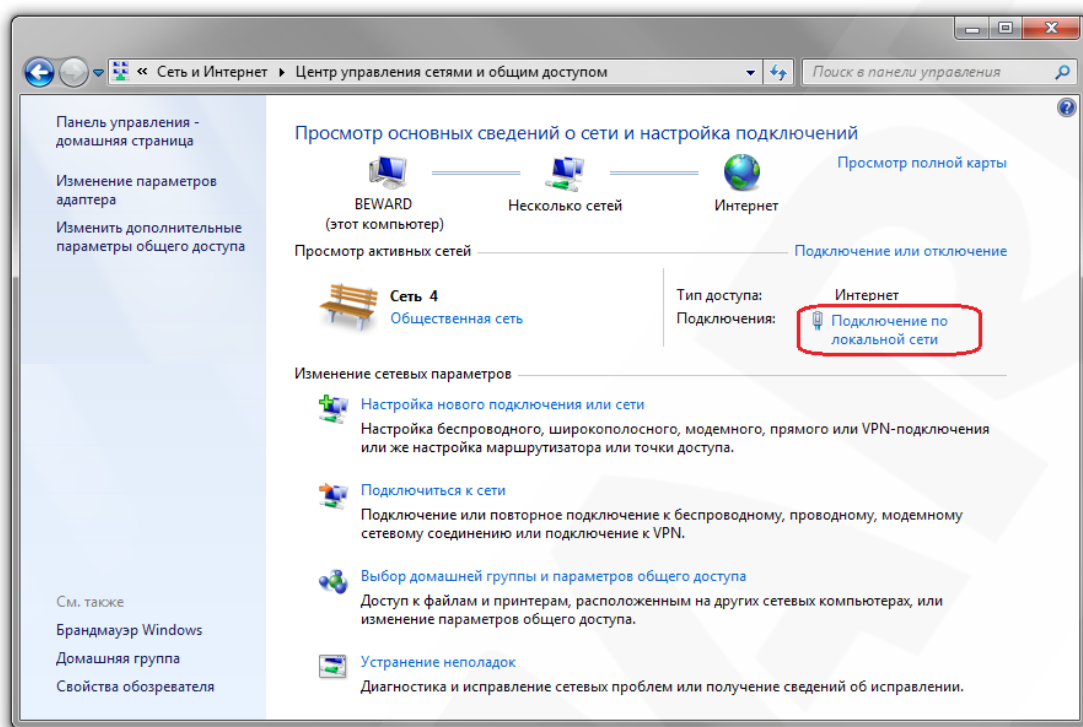 « Сеть и Интернет ▸ Центр управления сетями и общим доступом
Поиск в панели управления
Панель управления -
домашняя страница
Изменение параметров
адаптера
Изменить дополнительные
параметры общего доступа
См. также
Брандмауэр Windows
Домашняя группа
Свойства обозревателя
Просмотр основных сведений о сети и настройка подключений
Просмотр полной карты
BEWARD
(этот компьютер)
Несколько сетей
Интернет
Просмотр активных сетей
Подключение или отключение
Сеть 4
Общественная сеть
Тип доступа: Интернет
Подключения: Подключение по
локальной сети
Изменение сетевых параметров
Настройка нового подключения или сети
Настройка беспроводного, широкополосного, модемного, прямого или VPN-подключения
или же настройка маршрутизатора или точки доступа.
Подключиться к сети
Подключение или повторное подключение к беспроводному, проводному, модемному
сетевому соединению или подключение к VPN.
Выбор домашней группы и параметров общего доступа
Доступ к файлам и принтерам, расположенным на других сетевых компьютерах, или
изменение параметров общего доступа.
Устранение неполадок
Диагностика и исправление сетевых проблем или получение сведений об исправлении.